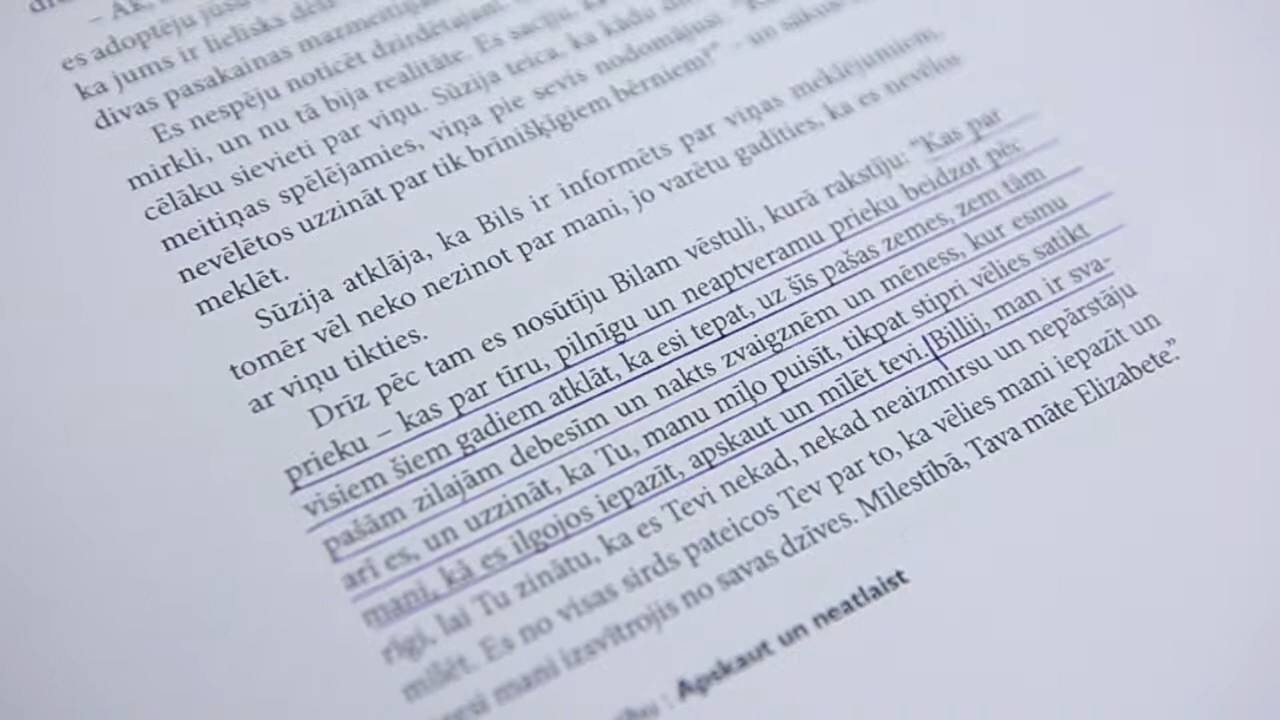 – Ak,
es adoptēju jūsu
ka jums ir lieliska dēls
divas pasakainas mazmeitiņas
Es nespēju noticēt dzirdētajam.
mirkli, un nu tā bija realitāte. Es sacīju,
cēlāku sievieti par viņu. Sūzija teica, ka kādu
meitiņas spēlējamies, viņa pie sevis nodomājusi: "K
nevēlētos uzzināt par tik brīnišķīgiem bērniem!" – un sākusi
meklēt.
Sūzija atklāja, ka Bils ir informēts par viņas meklējumiem,
tomēr vēl neko nezinot par mani, jo varētu gadīties, ka es nevēlos
ar viņu tikties.
Drīz pēc tam es nosūtīju Bilam vēstuli, kurā rakstīju: "Kas par
prieku – kas par tīru, pilnīgu un neaptveramu prieku beidzot pēc
visiem šiem gadiem atklāt, ka esi tepat, uz šīs pašas zemes, zem tām
pašām zilajām debesīm un nakts zvaigznēm un mēness, kur esmu
arī es, un uzzināt, ka Tu, manu mīļo puisīt, tikpat stipri vēlies satikt
mani, kā es ilgojos iepazīt, apskaut un mīlēt tevi. Billij, man ir sva-
rīgi, lai Tu zinātu, ka es Tevi nekad, nekad neaizmirsu un nepārstāju
mīlēt. Es no visas sirds pateicos Tev par to, ka vēlies mani iepazīt un
neesi mani izsvītrojis no savas dzīves. Mīlestībā, Tava māte Elizabete."
: Apskaut un neatlaist